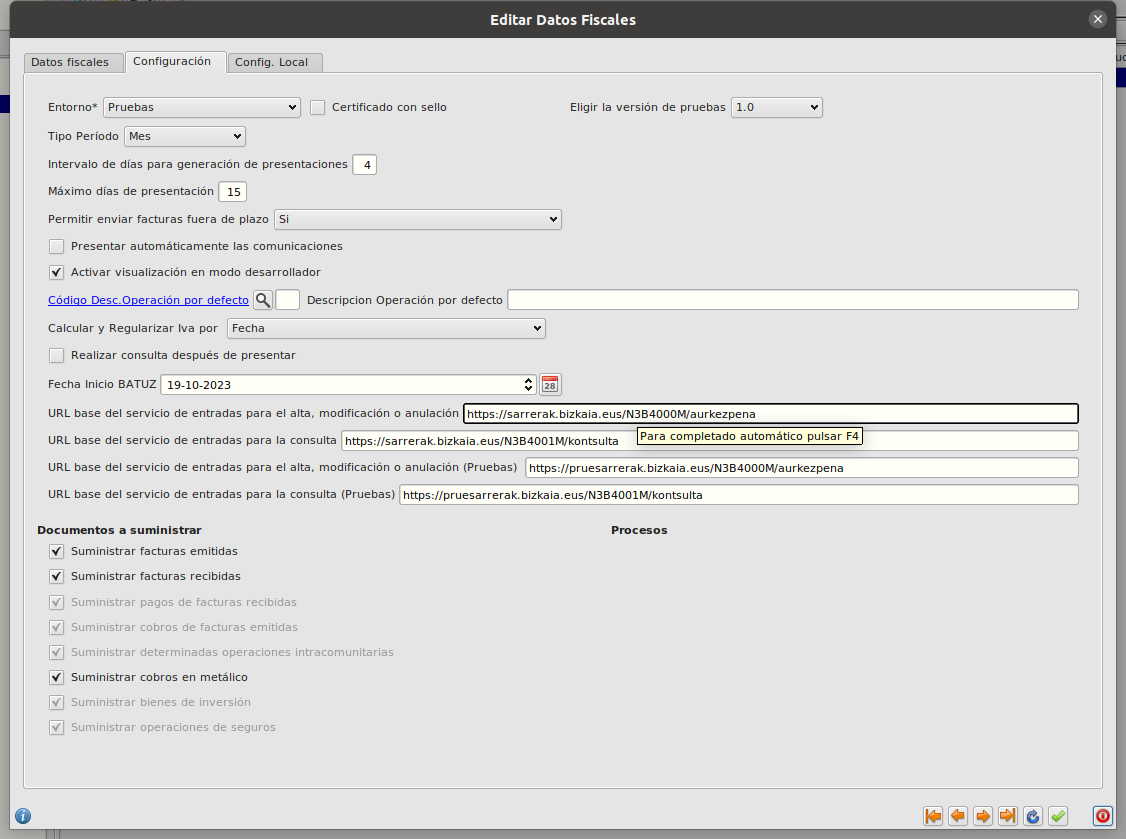 Editar Datos Fiscales
Datos fiscales Configuración Config. Local
Entorno* Pruebas Certificado con sello Eligir la versión de pruebas 1.0
Tipo Período Mes
Intervalo de días para generación de presentaciones 4
Máximo días de presentación 15
Permitir enviar facturas fuera de plazo Si
Presentar automáticamente las comunicaciones
Activar visualización en modo desarrollador
Código Desc.Operación por defecto Descripcion Operación por defecto
Calcular y Regularizar Iva por Fecha
Realizar consulta después de presentar
Fecha Inicio BATUZ 19-10-2023 28
URL base del servicio de entradas para el alta, modificación o anulación https://sarrerak.bizkaia.eus/N3B4000M/aurkezpena
URL base del servicio de entradas para la consulta https://sarrerak.bizkaia.eus/N3B4001M/kontsulta
Para completado automático pulsar F4
URL base del servicio de entradas para el alta, modificación o anulación (Pruebas) https://pruesarrerak.bizkaia.eus/N3B4000M/aurkezpena
URL base del servicio de entradas para la consulta (Pruebas) https://pruesarrerak.bizkaia.eus/N3B4001M/kontsulta
Documentos a suministrar Procesos
Suministrar facturas emitidas
Suministrar facturas recibidas
Suministrar pagos de facturas recibidas
Suministrar cobros de facturas emitidas
Suministrar determinadas operaciones intracomunitarias
Suministrar cobros en metálico
Suministrar bienes de inversión
Suministrar operaciones de seguros